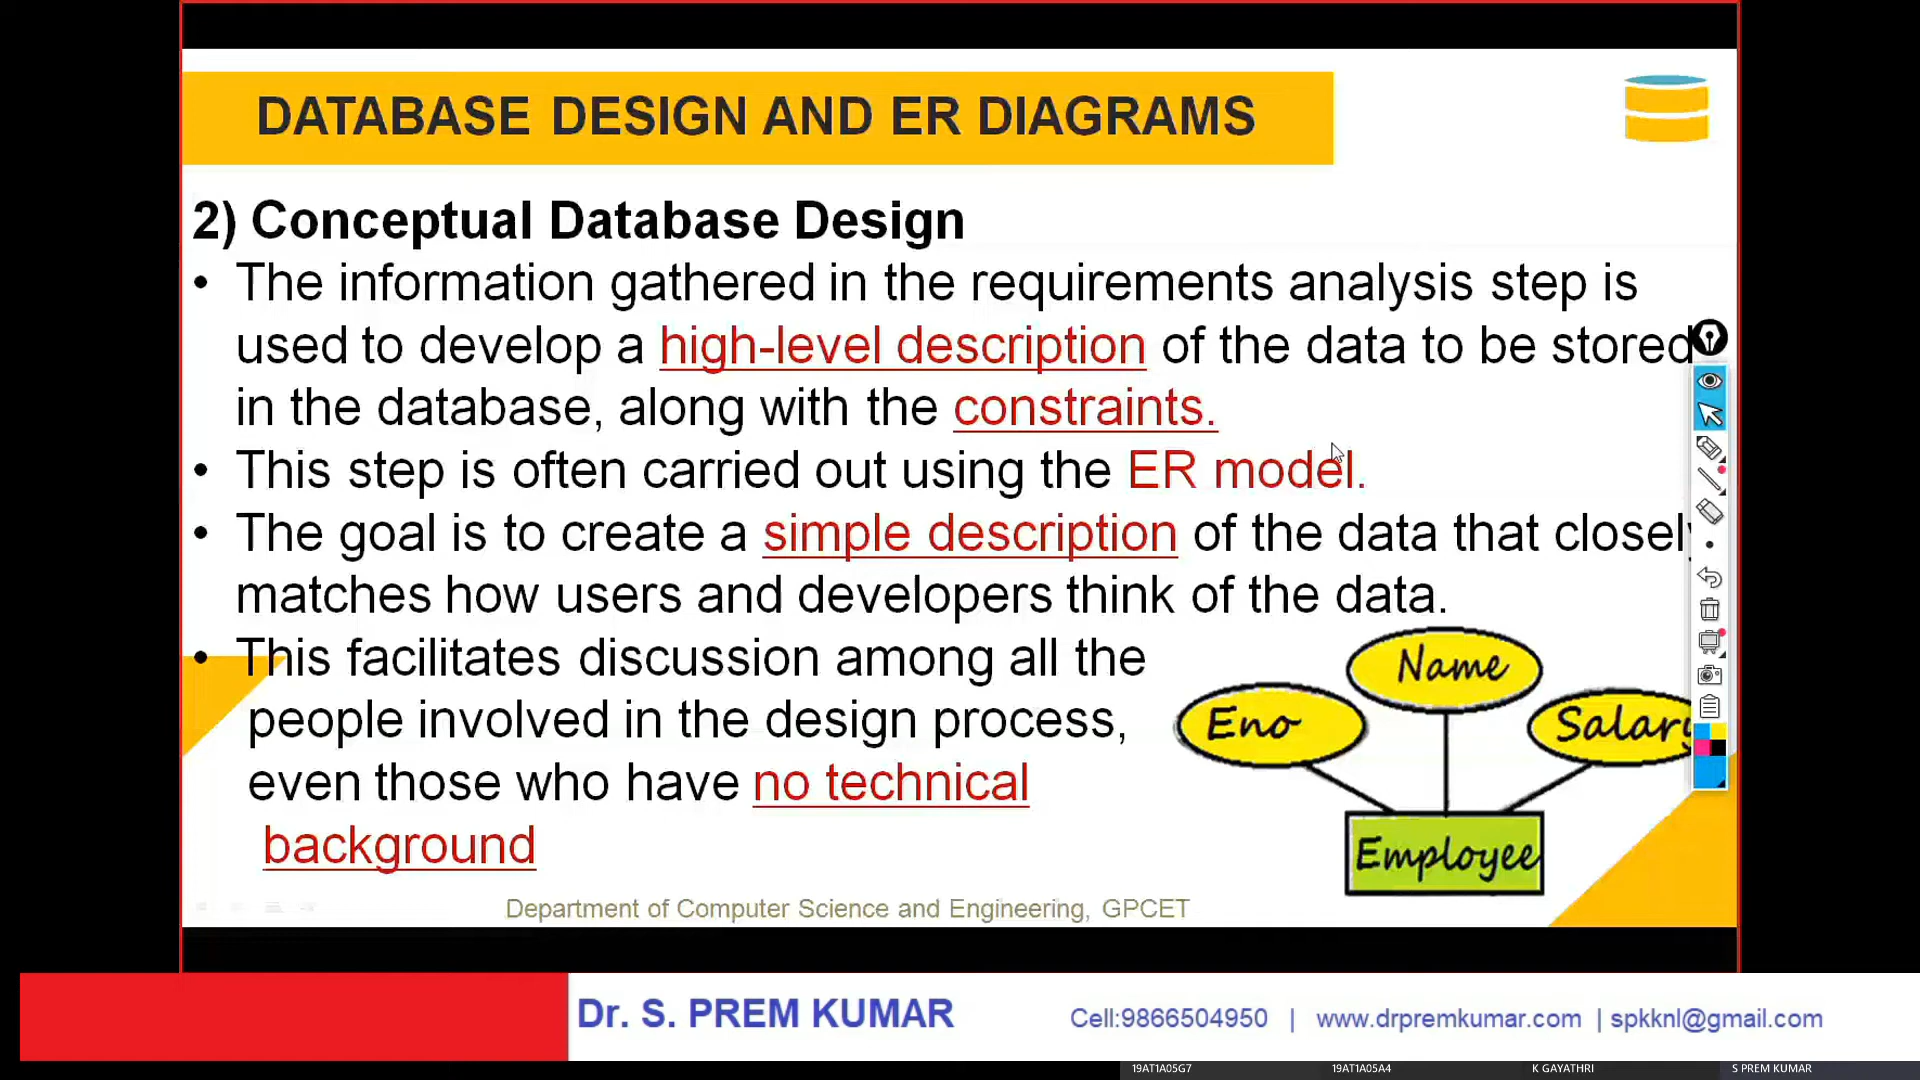 DATABASE DESIGN AND ER DIAGRAMS
2) Conceptual Database Design
• The information gathered in the requirements analysis step is
used to develop a high-level description of the data to be stored
in the database, along with the constraints.
• This step is often carried out using the ER model.
• The goal is to create a simple description of the data that closely
matches how users and developers think of the data.
• This facilitates discussion among all the
people involved in the design process,
even those who have no technical
background
Name
Eno
Salary
Employee
Department of Computer Science and Engineering, GPCET
Dr. S. PREM KUMAR
Cell:9866504950 | www.drpremkumar.com | spkknl@gmail.com
19AT1A05G7 19AT1A05A4 K GAYATHRI S PREM KUMAR